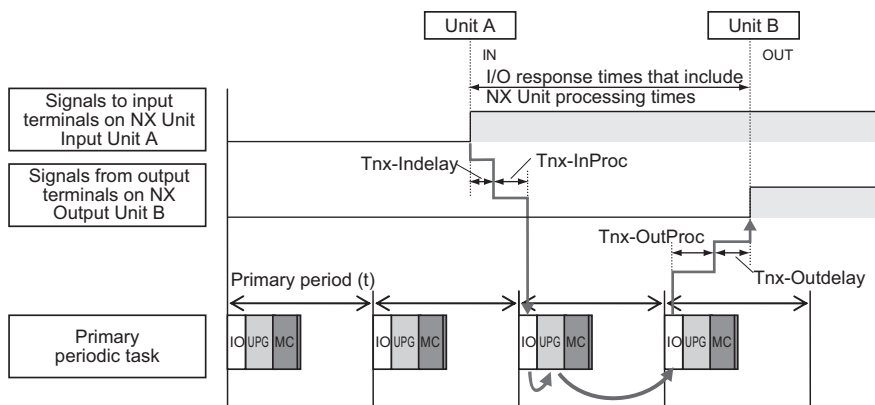 Unit A
Unit B
IN
OUT
I/O response times that include
NX Unit processing times
Signals to input
terminals on NX Unit
Input Unit A
Tnx-Indelay
Tnx-InProc
Signals from output
terminals on NX
Output Unit B
Tnx-OutProc
Tnx-Outdelay
Primary period (t)
Primary
periodic task
IO UPG MC
IO UPG MC
IO UPG MC
IO UPG MC